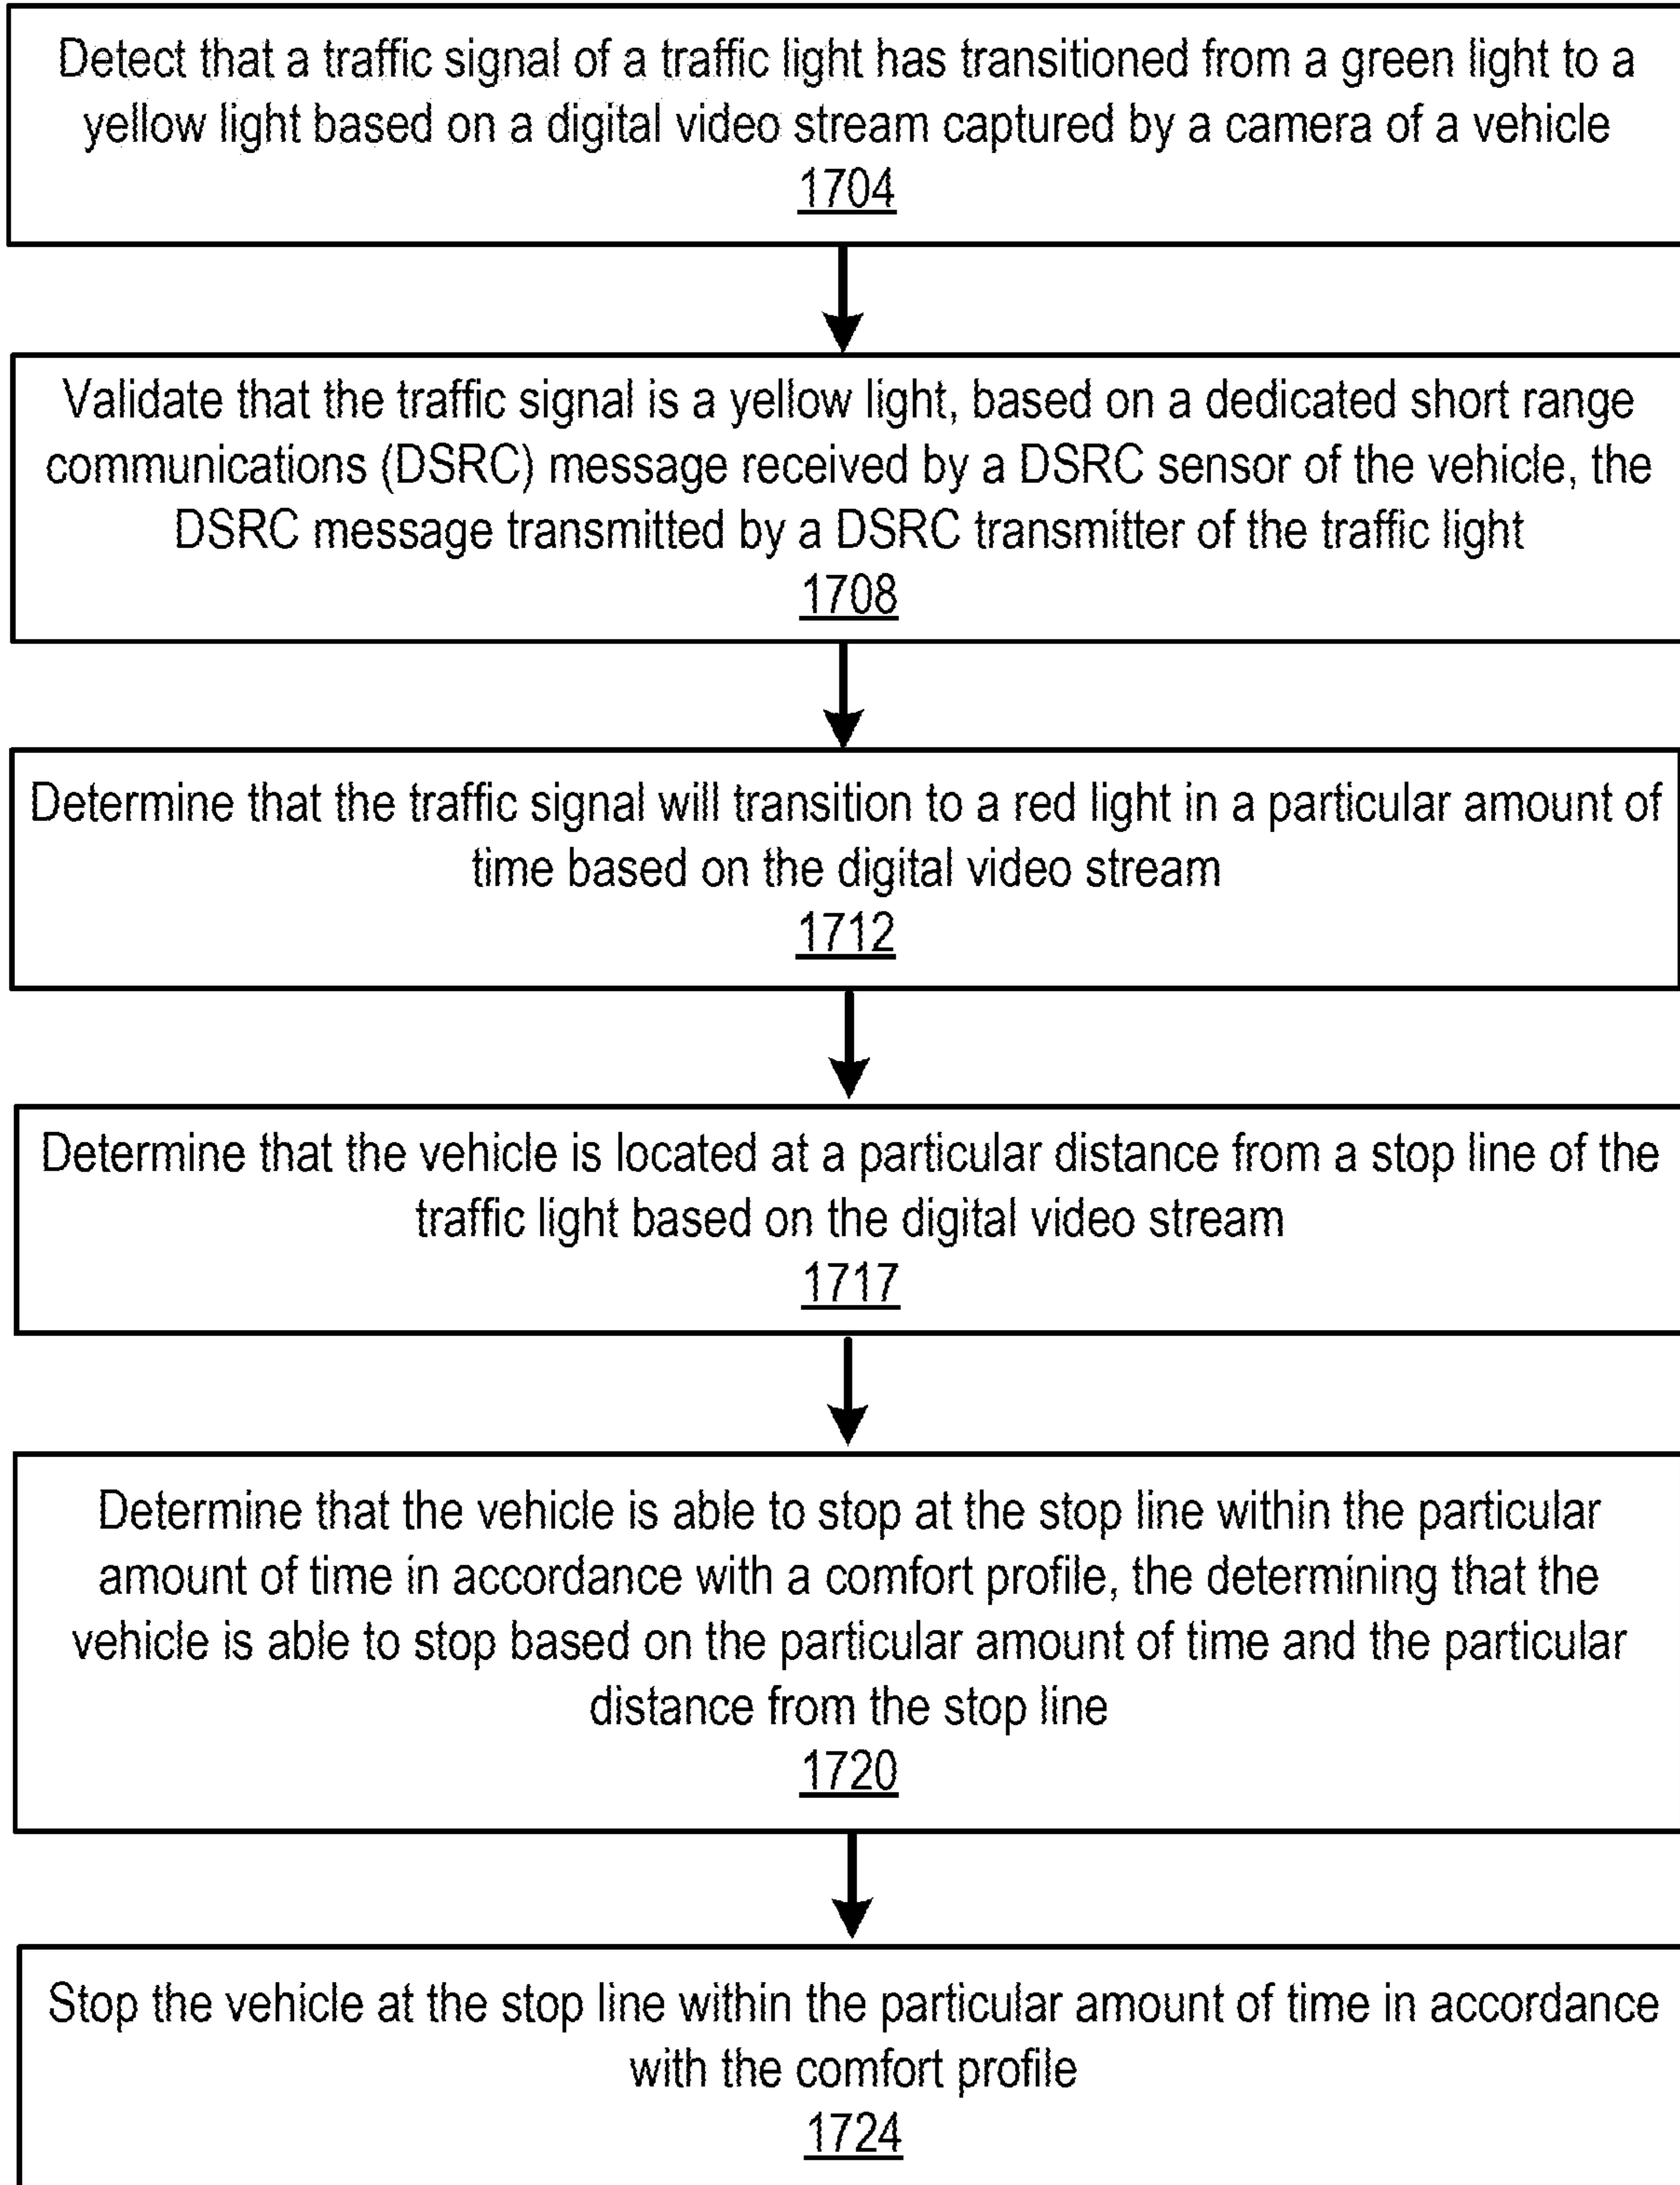 Detect that a traffic signal of a traffic light has transitioned from a green light to a
yellow light based on a digital video stream captured by a camera of a vehicle
1704
Validate that the traffic signal is a yellow light, based on a dedicated short range
communications (DSRC) message received by a DSRC sensor of the vehicle, the
DSRC message transmitted by a DSRC transmitter of the traffic light
1708
Determine that the traffic signal will transition to a red light in a particular amount of
time based on the digital video stream
1712
Determine that the vehicle is located at a particular distance from a stop line of the
traffic light based on the digital video stream
1717
Determine that the vehicle is able to stop at the stop line within the particular
amount of time in accordance with a comfort profile, the determining that the
vehicle is able to stop based on the particular amount of time and the particular
distance from the stop line
1720
Stop the vehicle at the stop line within the particular amount of time in accordance
with the comfort profile
1724